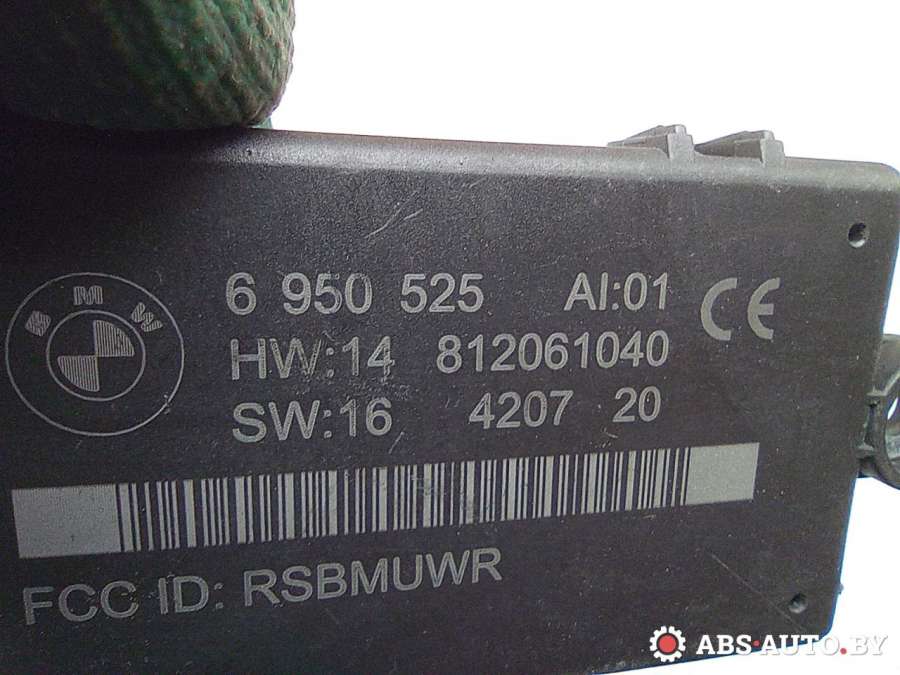 BMW
6 950 525 AI:01 CE
HW:14 812061040
SW:16 4207 20
FCC ID: RSBMUWR
ABS-AUTO.BY